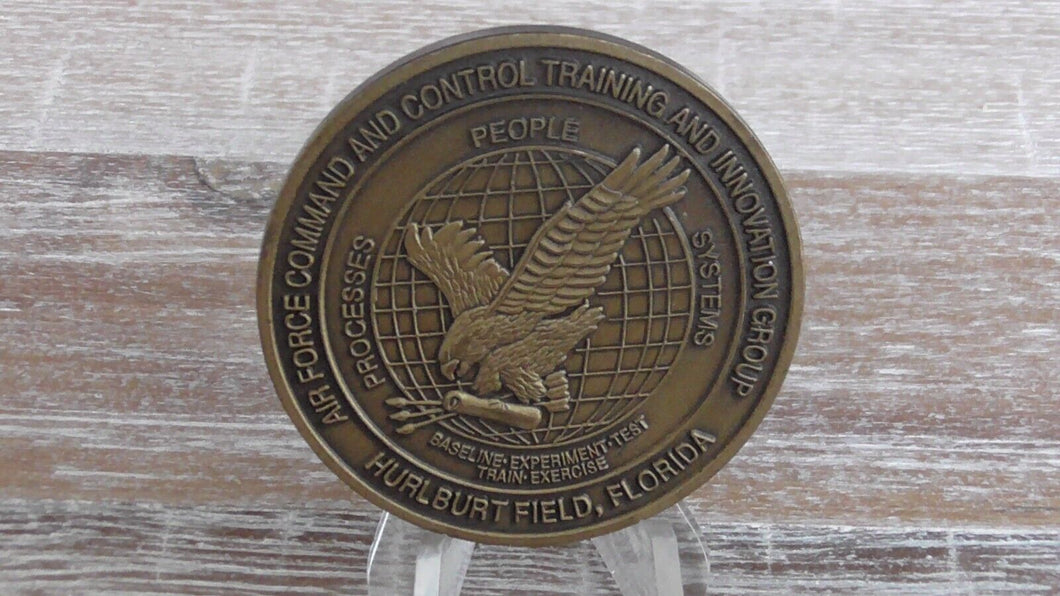 AIR FORCE COMMAND AND CONTROL TRAINING AND INNOVATION GROUP
PEOPLE
PROCESSES
SYSTEMS
BASELINE·EXPERIMENT·TEST
TRAIN·EXERCISE
HURLBURT FIELD, FLORIDA